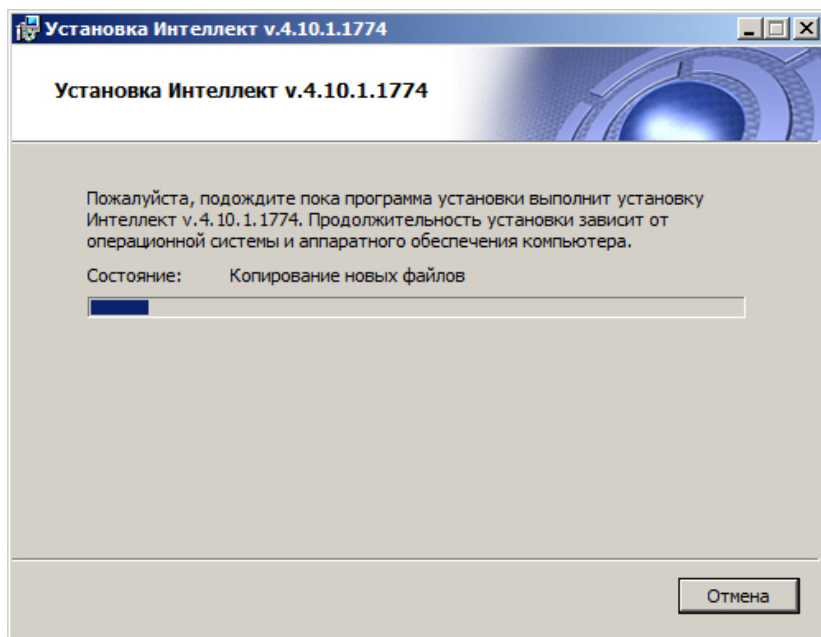 Установка Интеллект v.4.10.1.1774
Установка Интеллект v.4.10.1.1774
Пожалуйста, подождите пока программа установки выполнит установку
Интеллект v.4.10.1.1774. Продолжительность установки зависит от
операционной системы и аппаратного обеспечения компьютера.
Состояние: Копирование новых файлов
Отмена